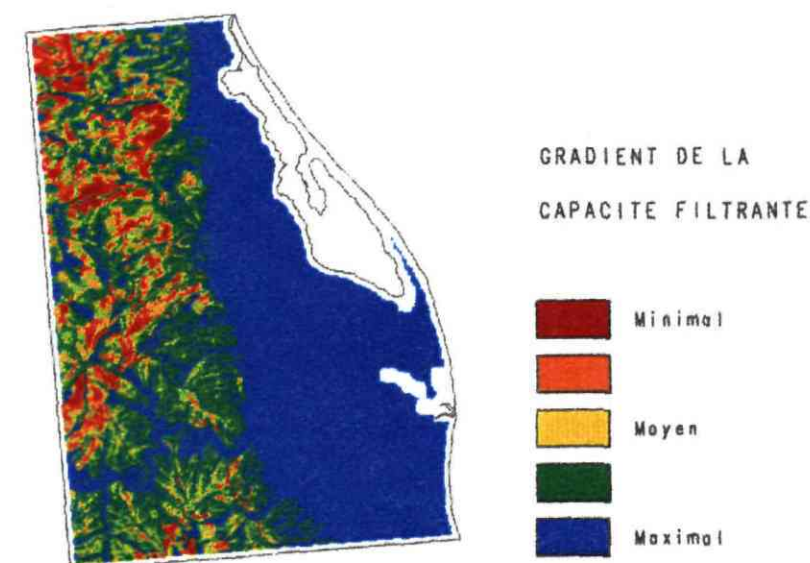 GRADIENT DE LA
CAPACITE FILTRANTE
Minimal
Moyen
Maximal